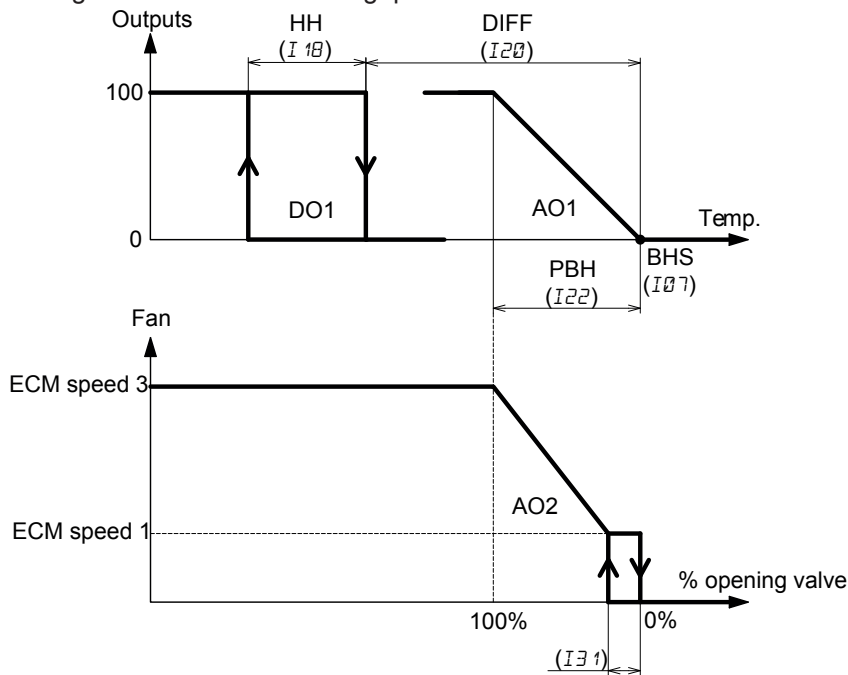 Outputs
HH
(I18)
DIFF
(I20)
100
DO1
AO1
Temp.
0
PBH
(I22)
BHS
(I07)
Fan
ECM speed 3
AO2
ECM speed 1
% opening valve
100%
0%
(I31)